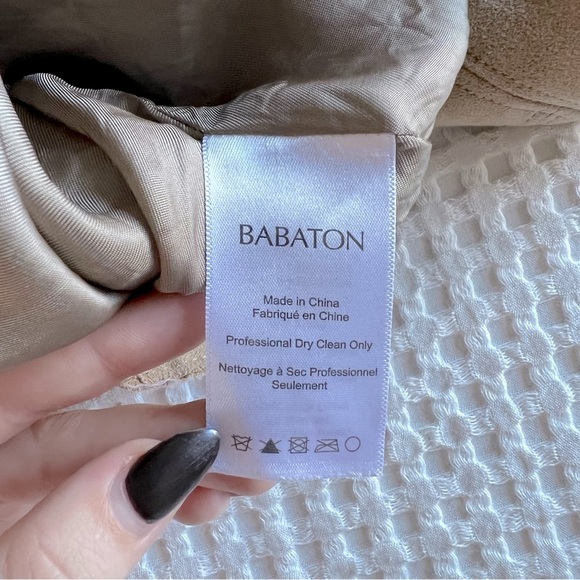 BABATON
Made in China
Fabriqué en Chine
Professional Dry Clean Only
Nettoyage à Sec Professionnel
Seulement